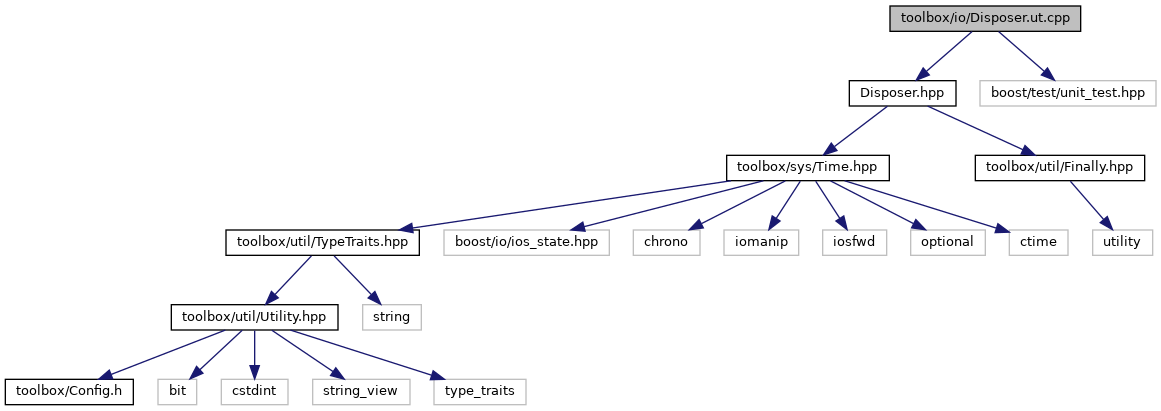 toolbox/io/Disposer.ut.cpp
Disposer.hpp
boost/test/unit_test.hpp
toolbox/sys/Time.hpp
toolbox/util/Finally.hpp
toolbox/util/TypeTraits.hpp
boost/io/ios_state.hpp
chrono
iomanip
iosfwd
optional
ctime
utility
toolbox/util/Utility.hpp
string
toolbox/Config.h
bit
cstdint
string_view
type_traits